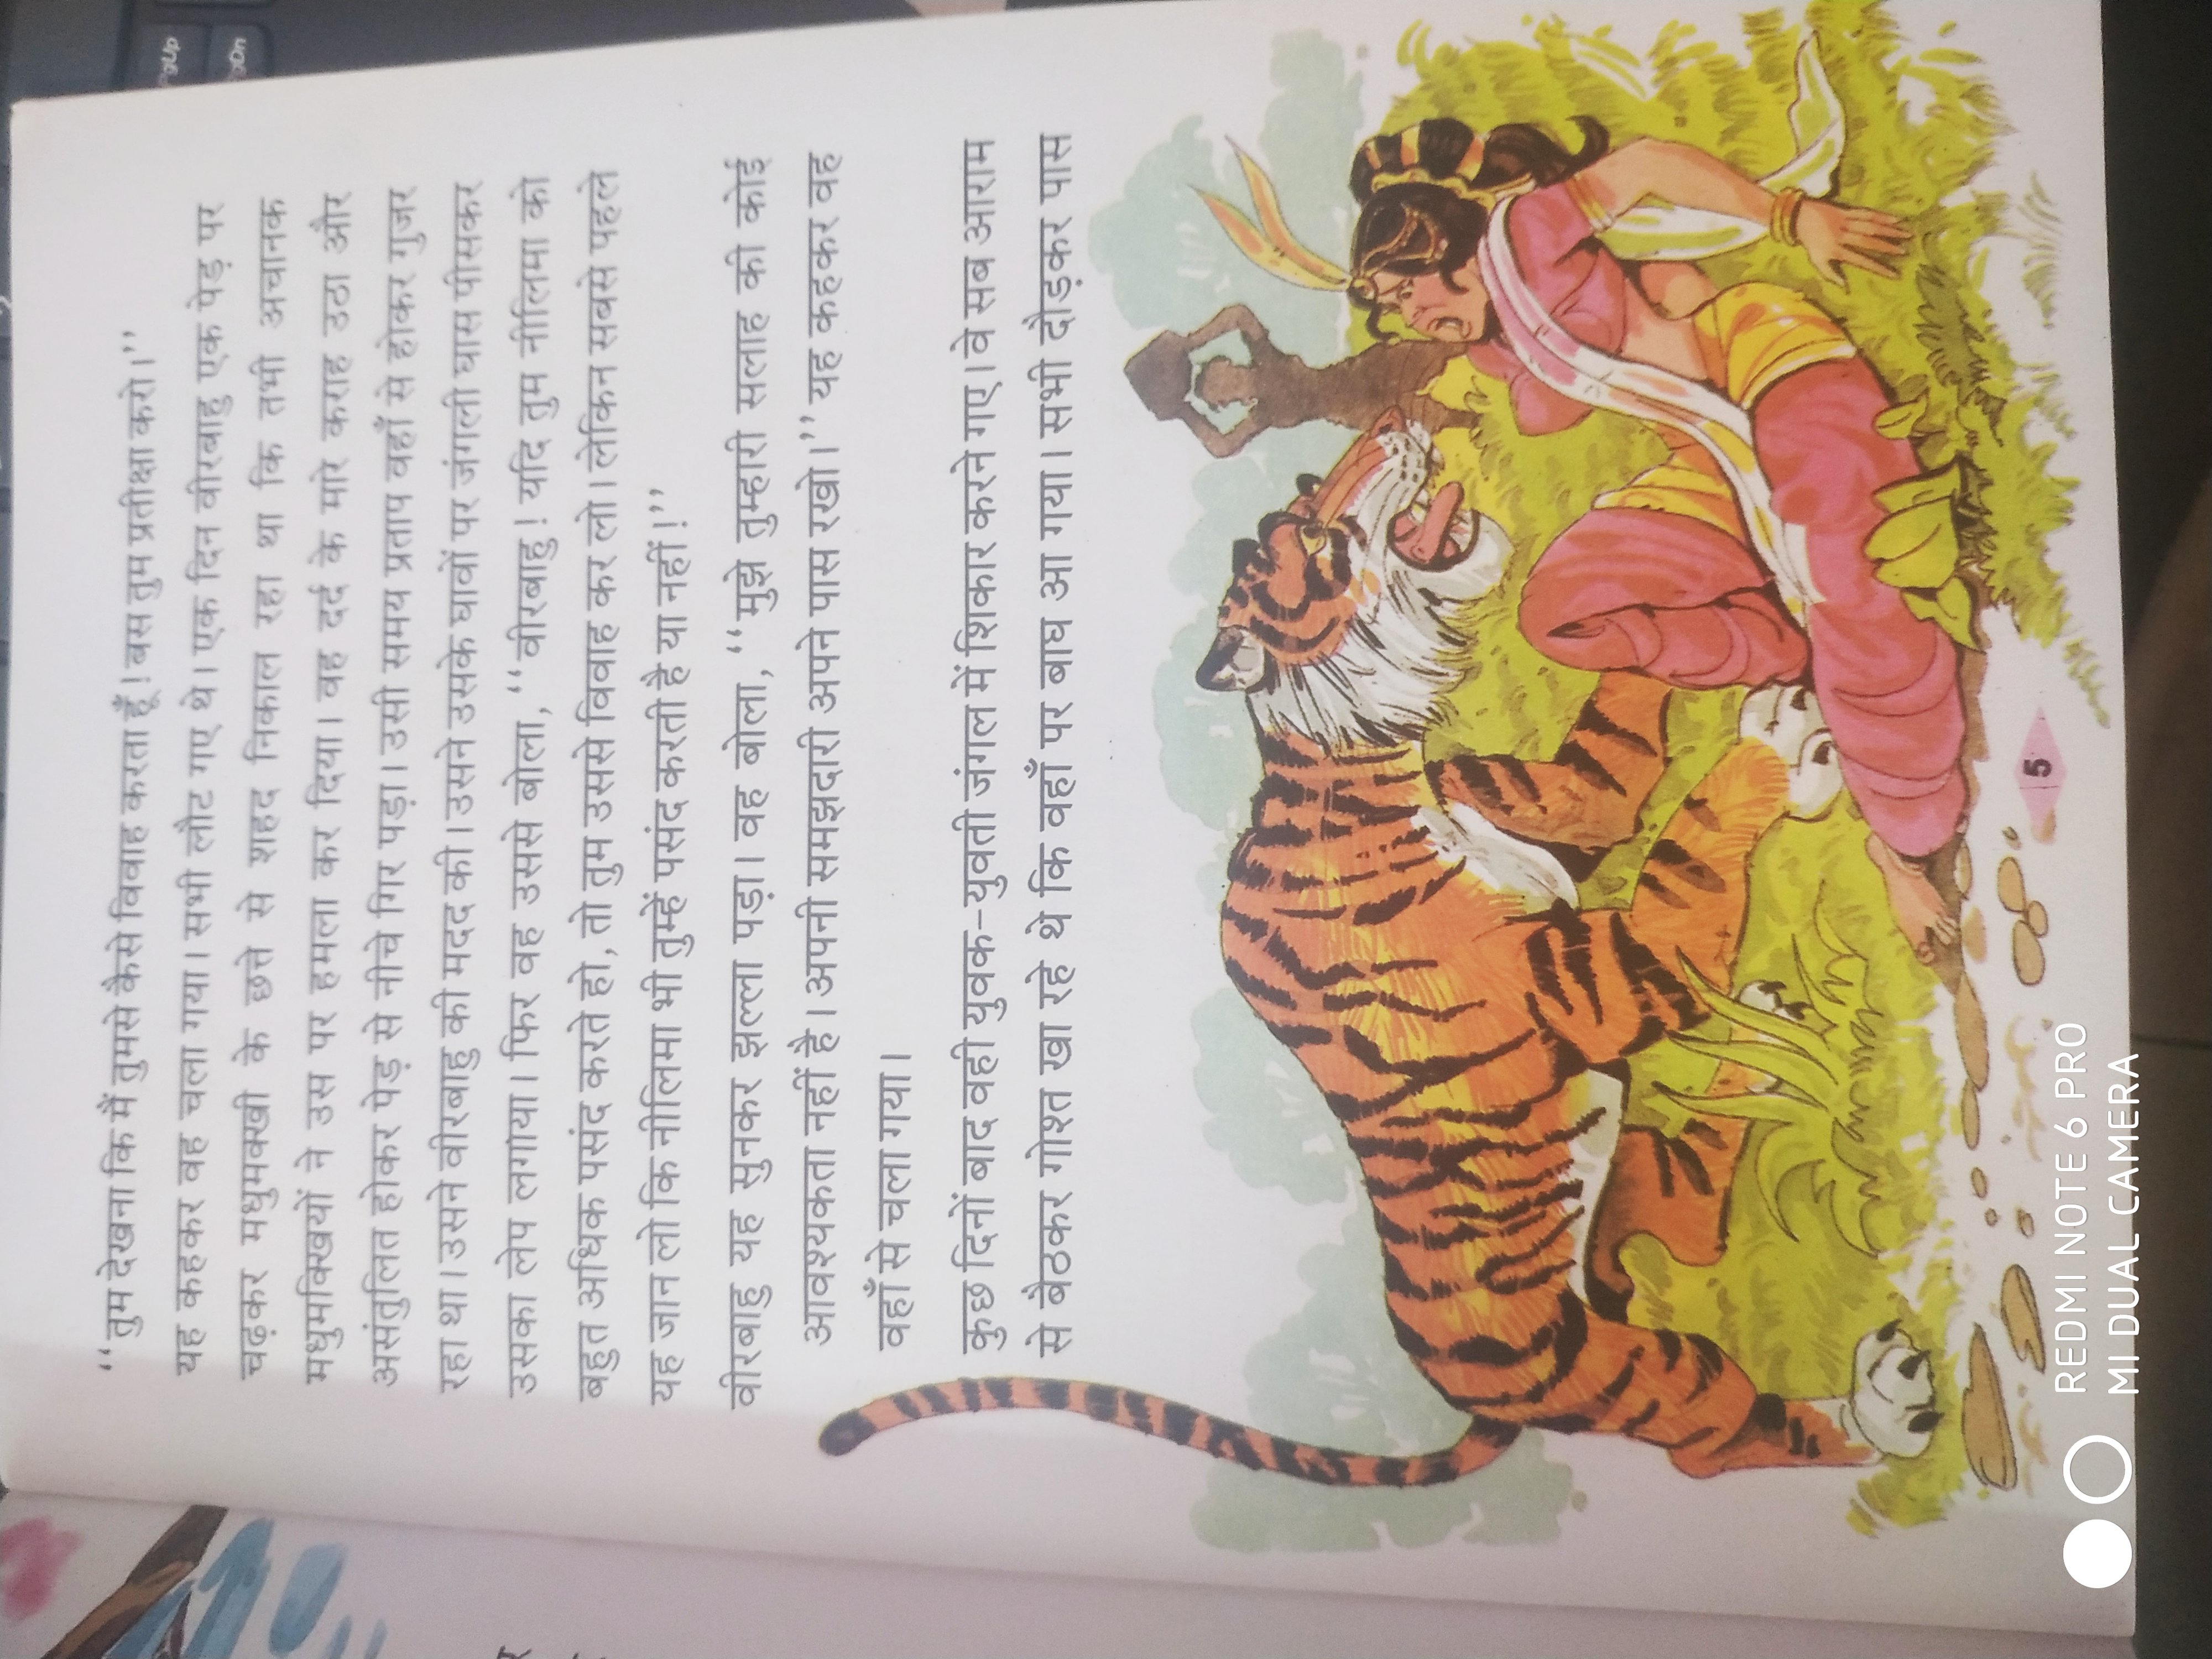 ‘‘तुम देखना कि मैं तुमसे कैसे विवाह करता हूँ! बस तुम प्रतीक्षा करो।’’
यह कहकर वह चला गया। सभी लौट गए थे। एक दिन वीरबाहु एक पेड़ पर
चढ़कर मधुमक्खी के छत्ते से शहद निकाल रहा था कि तभी अचानक
मधुमक्खियों ने उस पर हमला कर दिया। वह दर्द के मारे कराह उठा और
असंतुलित होकर पेड़ से नीचे गिर पड़ा। उसी समय प्रताप वहाँ से होकर गुजर
रहा था। उसने वीरबाहु की मदद की। उसने उसके घावों पर जंगली घास पीसकर
उसका लेप लगाया। फिर वह उससे बोला, ‘‘वीरबाहु! यदि तुम नीलिमा को
बहुत अधिक पसंद करते हो, तो तुम उससे विवाह कर लो। लेकिन सबसे पहले
यह जान लो कि नीलिमा भी तुम्हें पसंद करती है या नहीं!’’
वीरबाहु यह सुनकर झल्ला पड़ा। वह बोला, ‘‘मुझे तुम्हारी सलाह की कोई
आवश्यकता नहीं है। अपनी समझदारी अपने पास रखो।’’ यह कहकर वह
वहाँ से चला गया।
कुछ दिनों बाद वही युवक-युवती जंगल में शिकार करने गए। वे सब आराम
से बैठकर गोश्त खा रहे थे कि वहाँ पर बाघ आ गया। सभी दौड़कर पास
5
REDMI NOTE 6 PRO
MI DUAL CAMERA